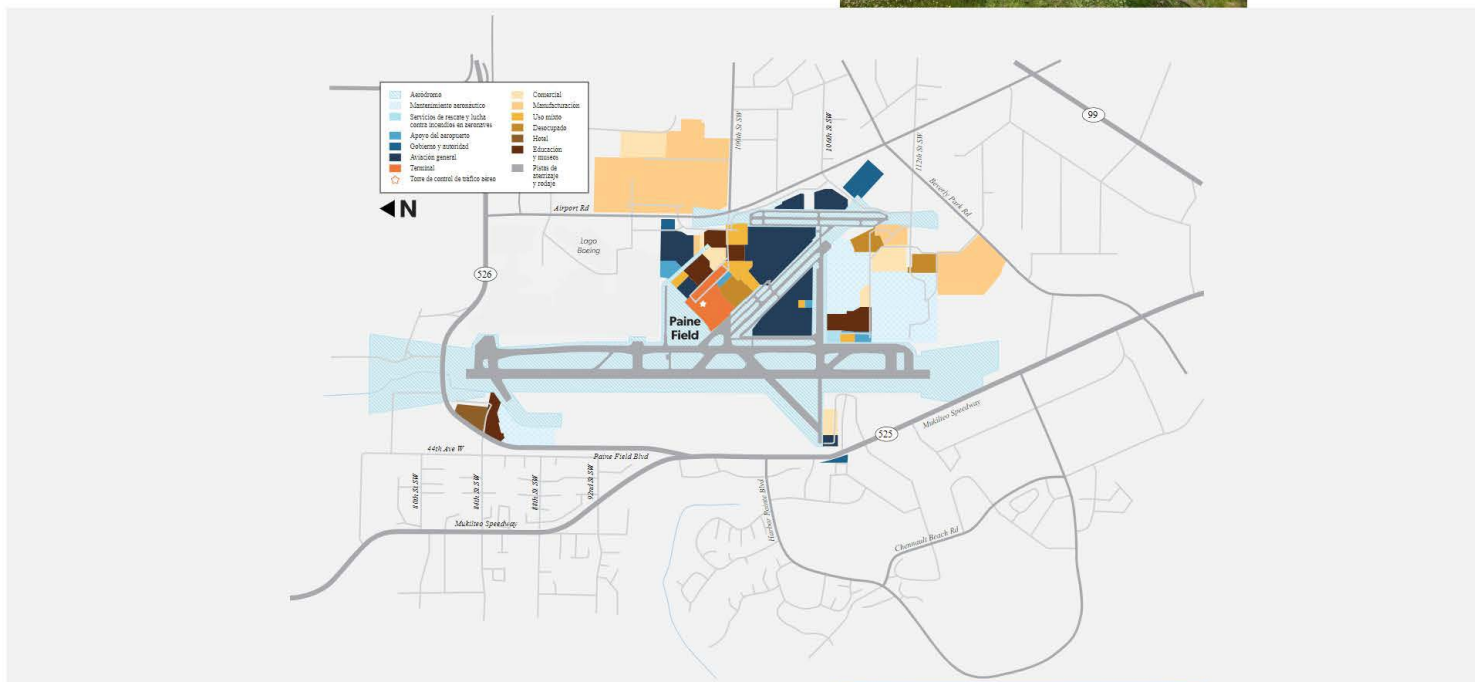 Aeródromo
Mantenimiento aeronáutico
Servicios de rescate y lucha
contra incendios en aeronaves
Apoyo del aeropuerto
Gobierno y autoridad
Aviación general
Terminal
Torre de control de tráfico aéreo
Comercial
Manufacturación
Uso mixto
Desocupado
Hotel
Educación
y museos
Pistas de
aterrizaje
y rodaje
N
99
100th St SW
106th St SW
112th St SW
Beverly Park Rd
Airport Rd
Lago
Boeing
526
Paine
Field
Mukilteo Speedway
525
44th Ave W
Paine Field Blvd
80th St SW
84th St SW
88th St SW
92nd St SW
Mukilteo Speedway
Harbor Pointe Blvd
Chennault Beach Rd